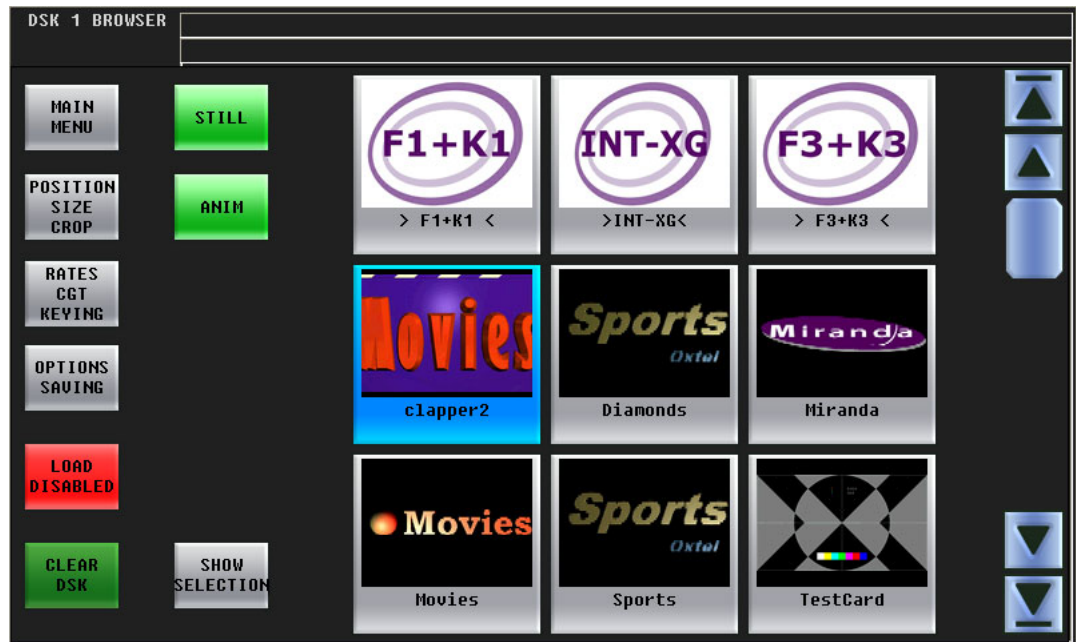 DSK 1 BROWSER
MAIN
MENU
STILL
F1+K1
INT-XG
F3+K3
> F1+K1 <
>INT-XG<
> F3+K3 <
POSITION
SIZE
CROP
ANIM
RATES
CGT
KEYING
Movies
Sports
Oxtel
Miranda
OPTIONS
SAVING
clapper2
Diamonds
Miranda
LOAD
DISABLED
Movies
Sports
Oxtel
CLEAR
DSK
SHOW
SELECTION
Movies
Sports
TestCard